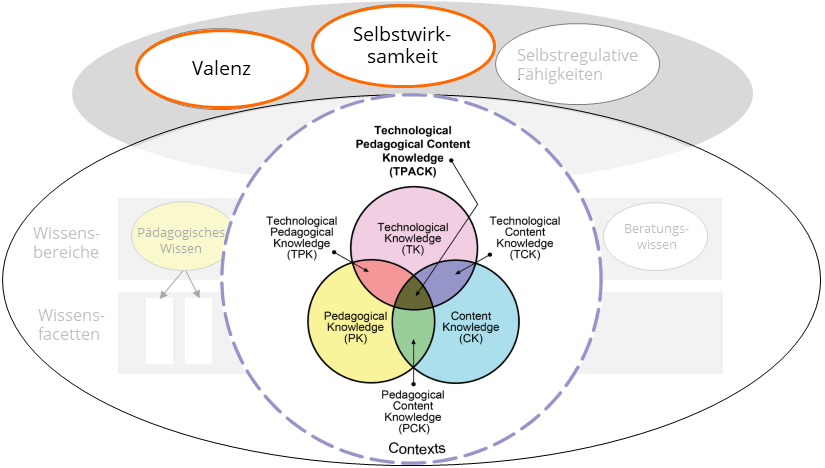 Valenz
Selbstwirk-
samkeit
Selbstregulative
Fähigkeiten
Technological
Pedagogical Content
Knowledge
(TPACK)
Wissens-
bereiche
Pädagogisches
Wissen
Technological
Pedagogical
Knowledge
(TPK)
Technological
Knowledge
(TK)
Technological
Content
Knowledge
(TCK)
Beratungs-
wissen
Wissens-
facetten
Pedagogical
Knowledge
(PK)
Content
Knowledge
(CK)
Pedagogical
Content
Knowledge
(PCK)
Contexts